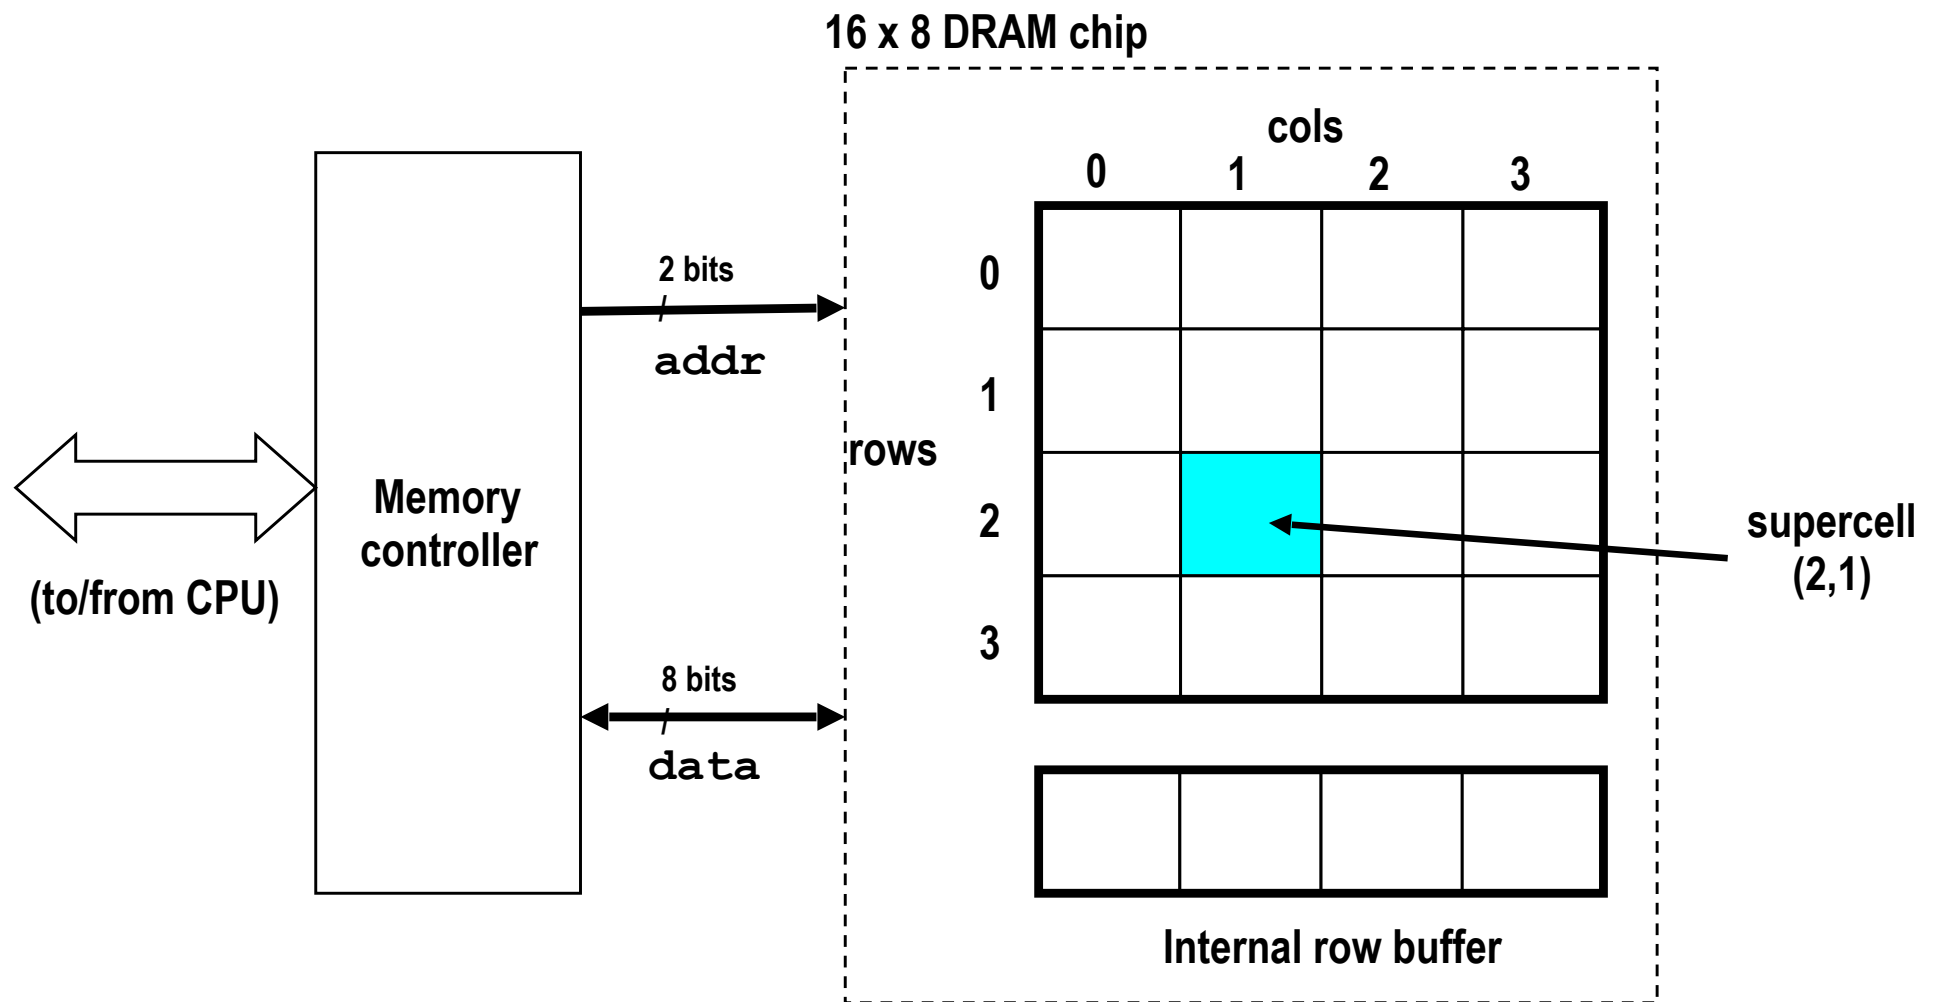 16 x 8 DRAM chip
cols
0 1 2 3
0
2 bits
addr
1
rows
Memory
controller
2
supercell
(2,1)
(to/from CPU)
3
8 bits
data
Internal row buffer